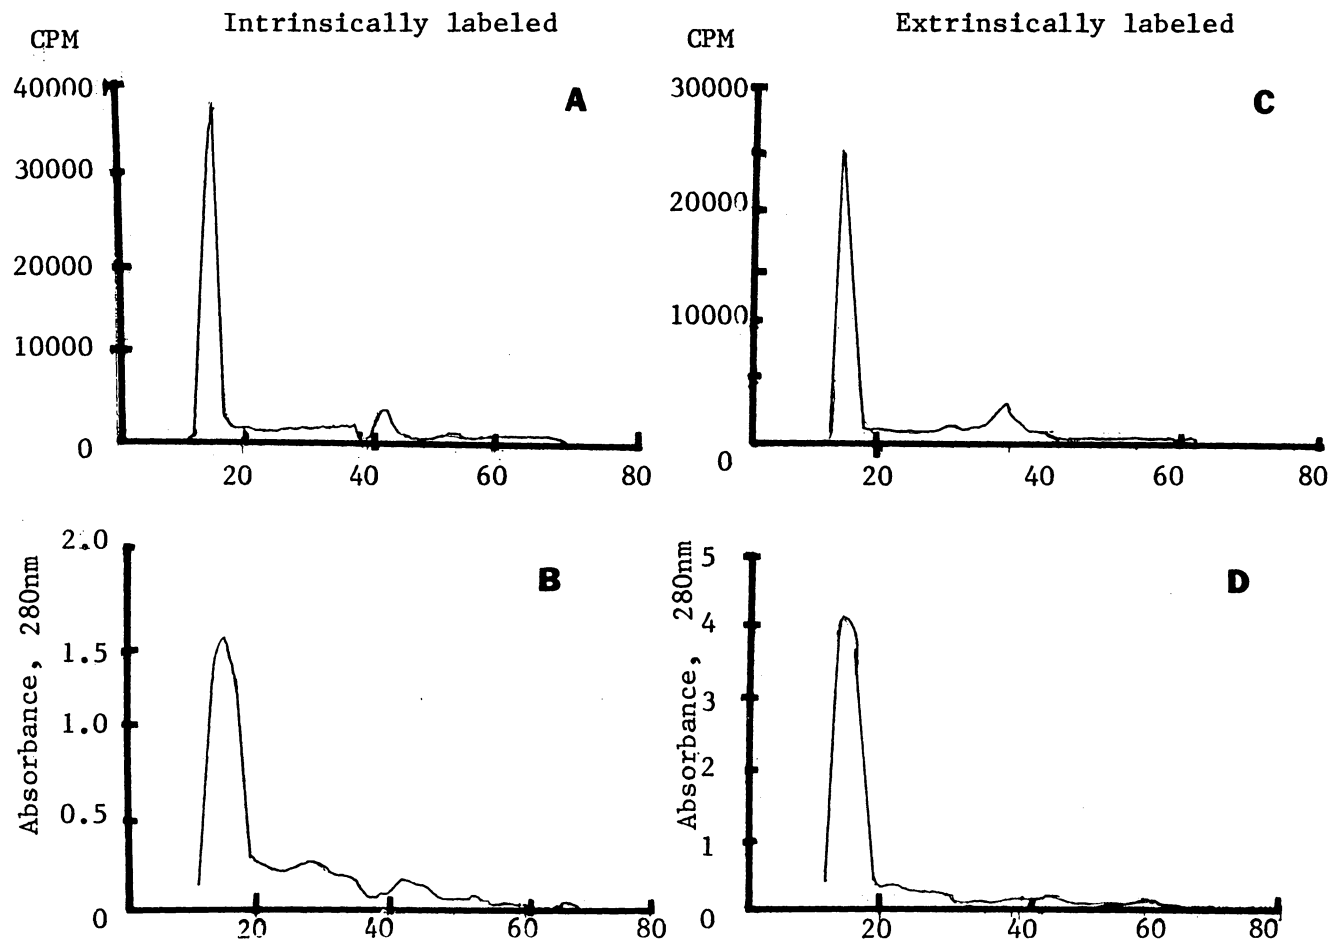 Intrinsically labeled
CPM
A
40000
30000
20000
10000
0
20 40 60 80
Extrinsically labeled
CPM
C
30000
20000
10000
0
20 40 60 80
Absorbance, 280nm
B
2.0
1.5
1.0
0.5
0
20 40 60 80
Absorbance, 280nm
D
5
4
3
2
1
0
20 40 60 80